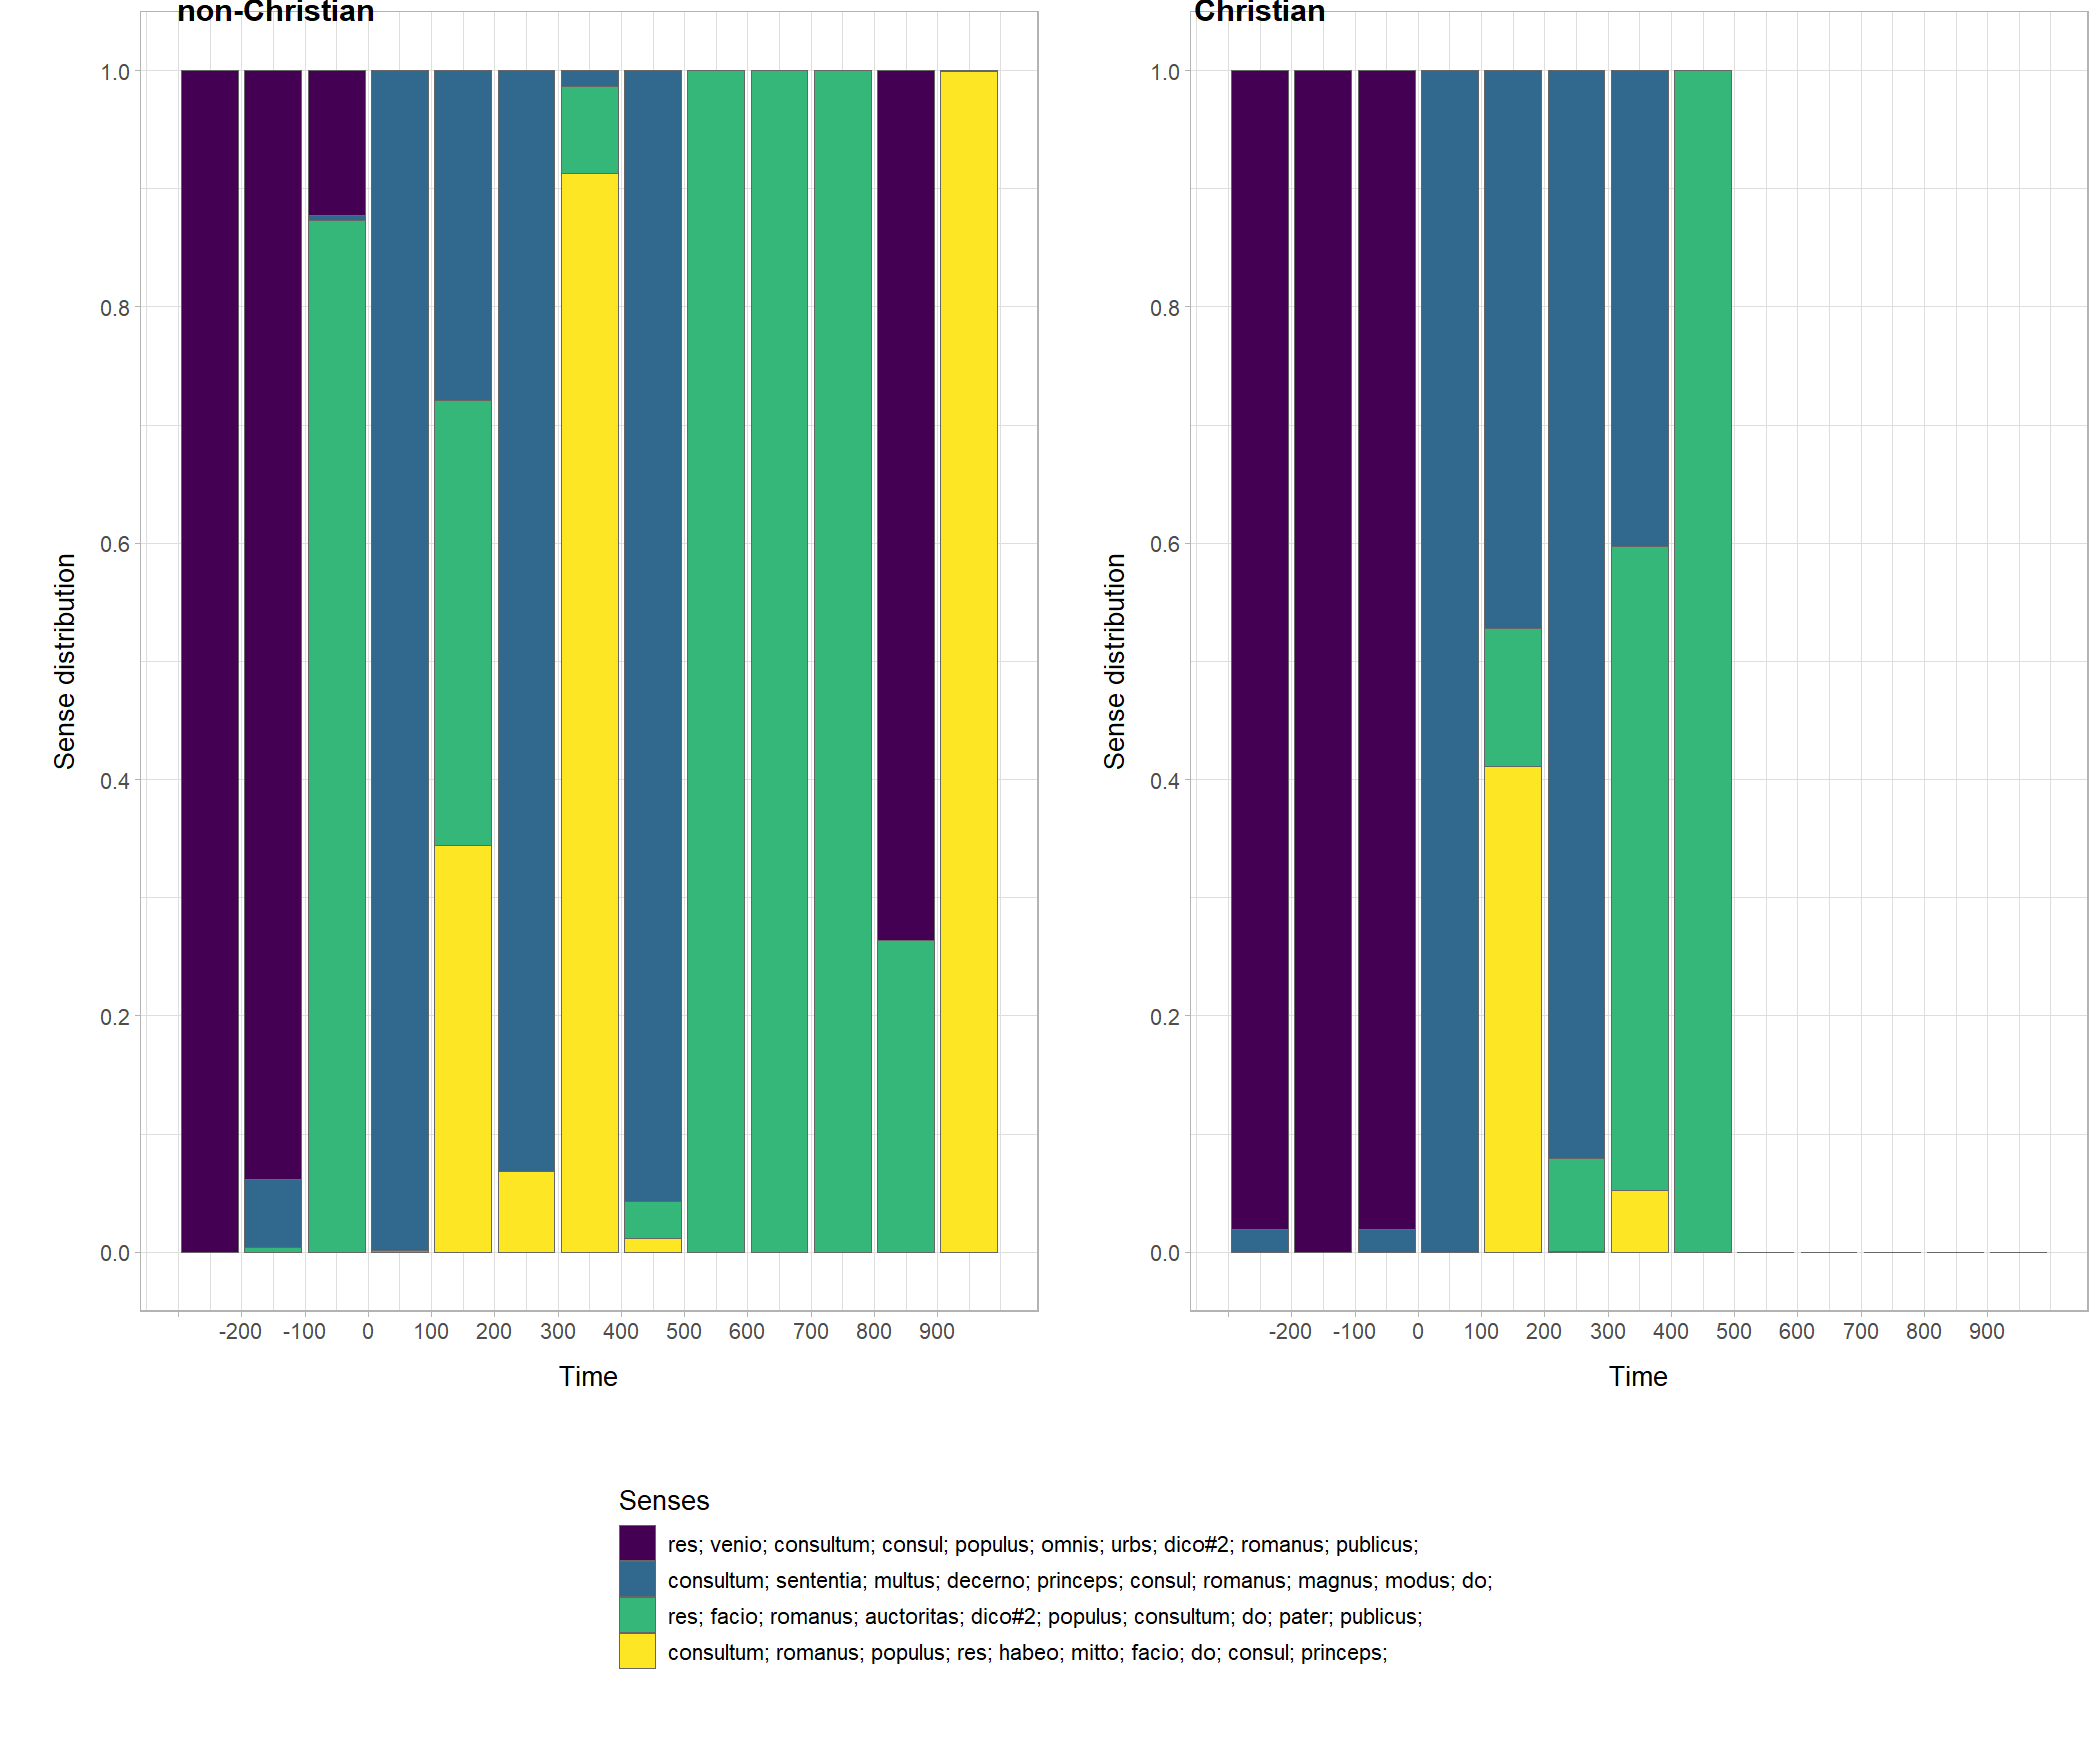 non-Christian
Christian
1.0
0.8
0.6
0.4
0.2
0.0
Sense distribution
-200 -100 0 100 200 300 400 500 600 700 800 900
Time
1.0
0.8
0.6
0.4
0.2
0.0
Sense distribution
-200 -100 0 100 200 300 400 500 600 700 800 900
Time
Senses
res; venio; consultum; consul; populus; omnis; urbs; dico#2; romanus; publicus;
consultum; sententia; multus; decerno; princeps; consul; romanus; magnus; modus; do;
res; facio; romanus; auctoritas; dico#2; populus; consultum; do; pater; publicus;
consultum; romanus; populus; res; habeo; mitto; facio; do; consul; princeps;